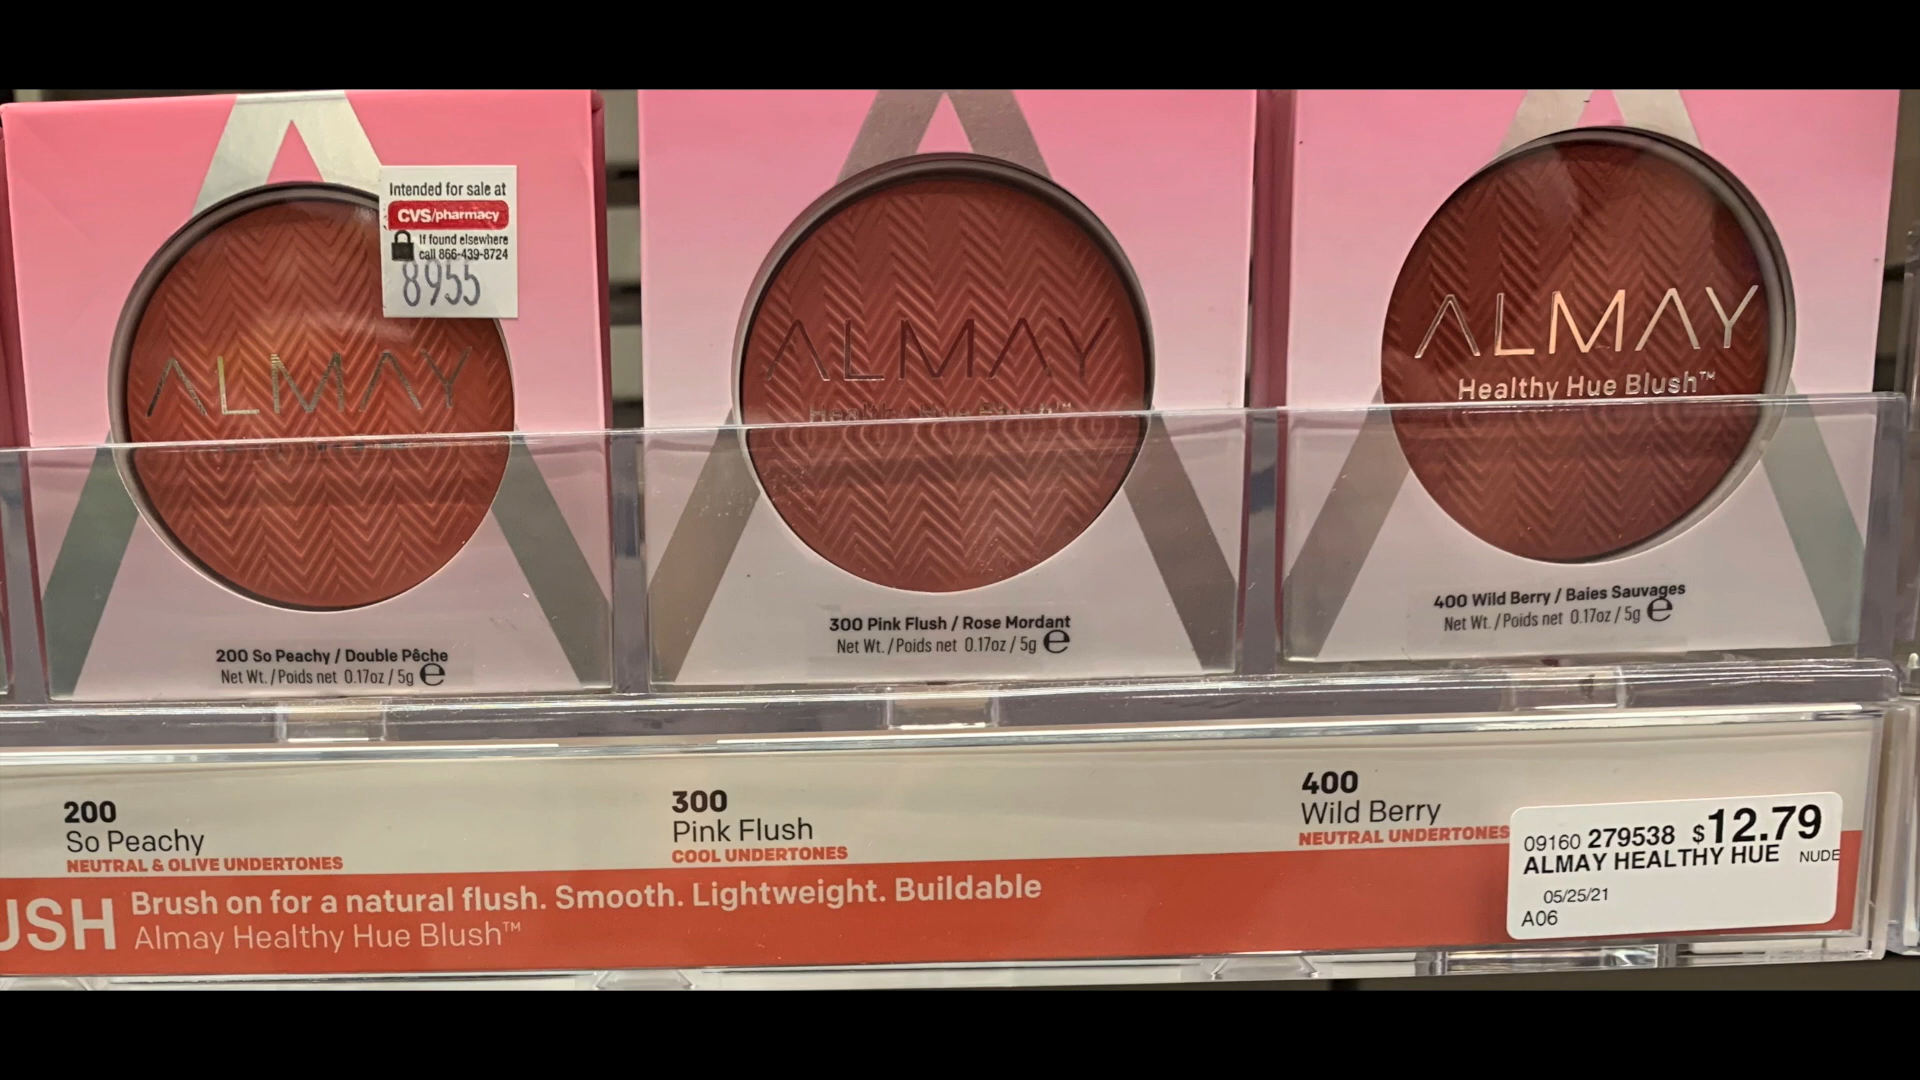 Intended for sale at
CVS/pharmacy
If found elsewhere
call 866-439-8724
8955
ALMAY
200 So Peachy / Double Pêche
Net Wt. / Poids net 0.17oz / 5g ℮
ALMAY
Healthy Hue Blush™
300 Pink Flush / Rose Mordant
Net Wt. / Poids net 0.17oz / 5g ℮
ALMAY
Healthy Hue Blush™
400 Wild Berry / Baies Sauvages
Net Wt. / Poids net 0.17oz / 5g ℮
200
So Peachy
NEUTRAL & OLIVE UNDERTONES
300
Pink Flush
COOL UNDERTONES
400
Wild Berry
NEUTRAL UNDERTONES
USH
Brush on for a natural flush. Smooth. Lightweight. Buildable
Almay Healthy Hue Blush™
09160 279538 $12.79
ALMAY HEALTHY HUE NUDE
05/25/21
A06